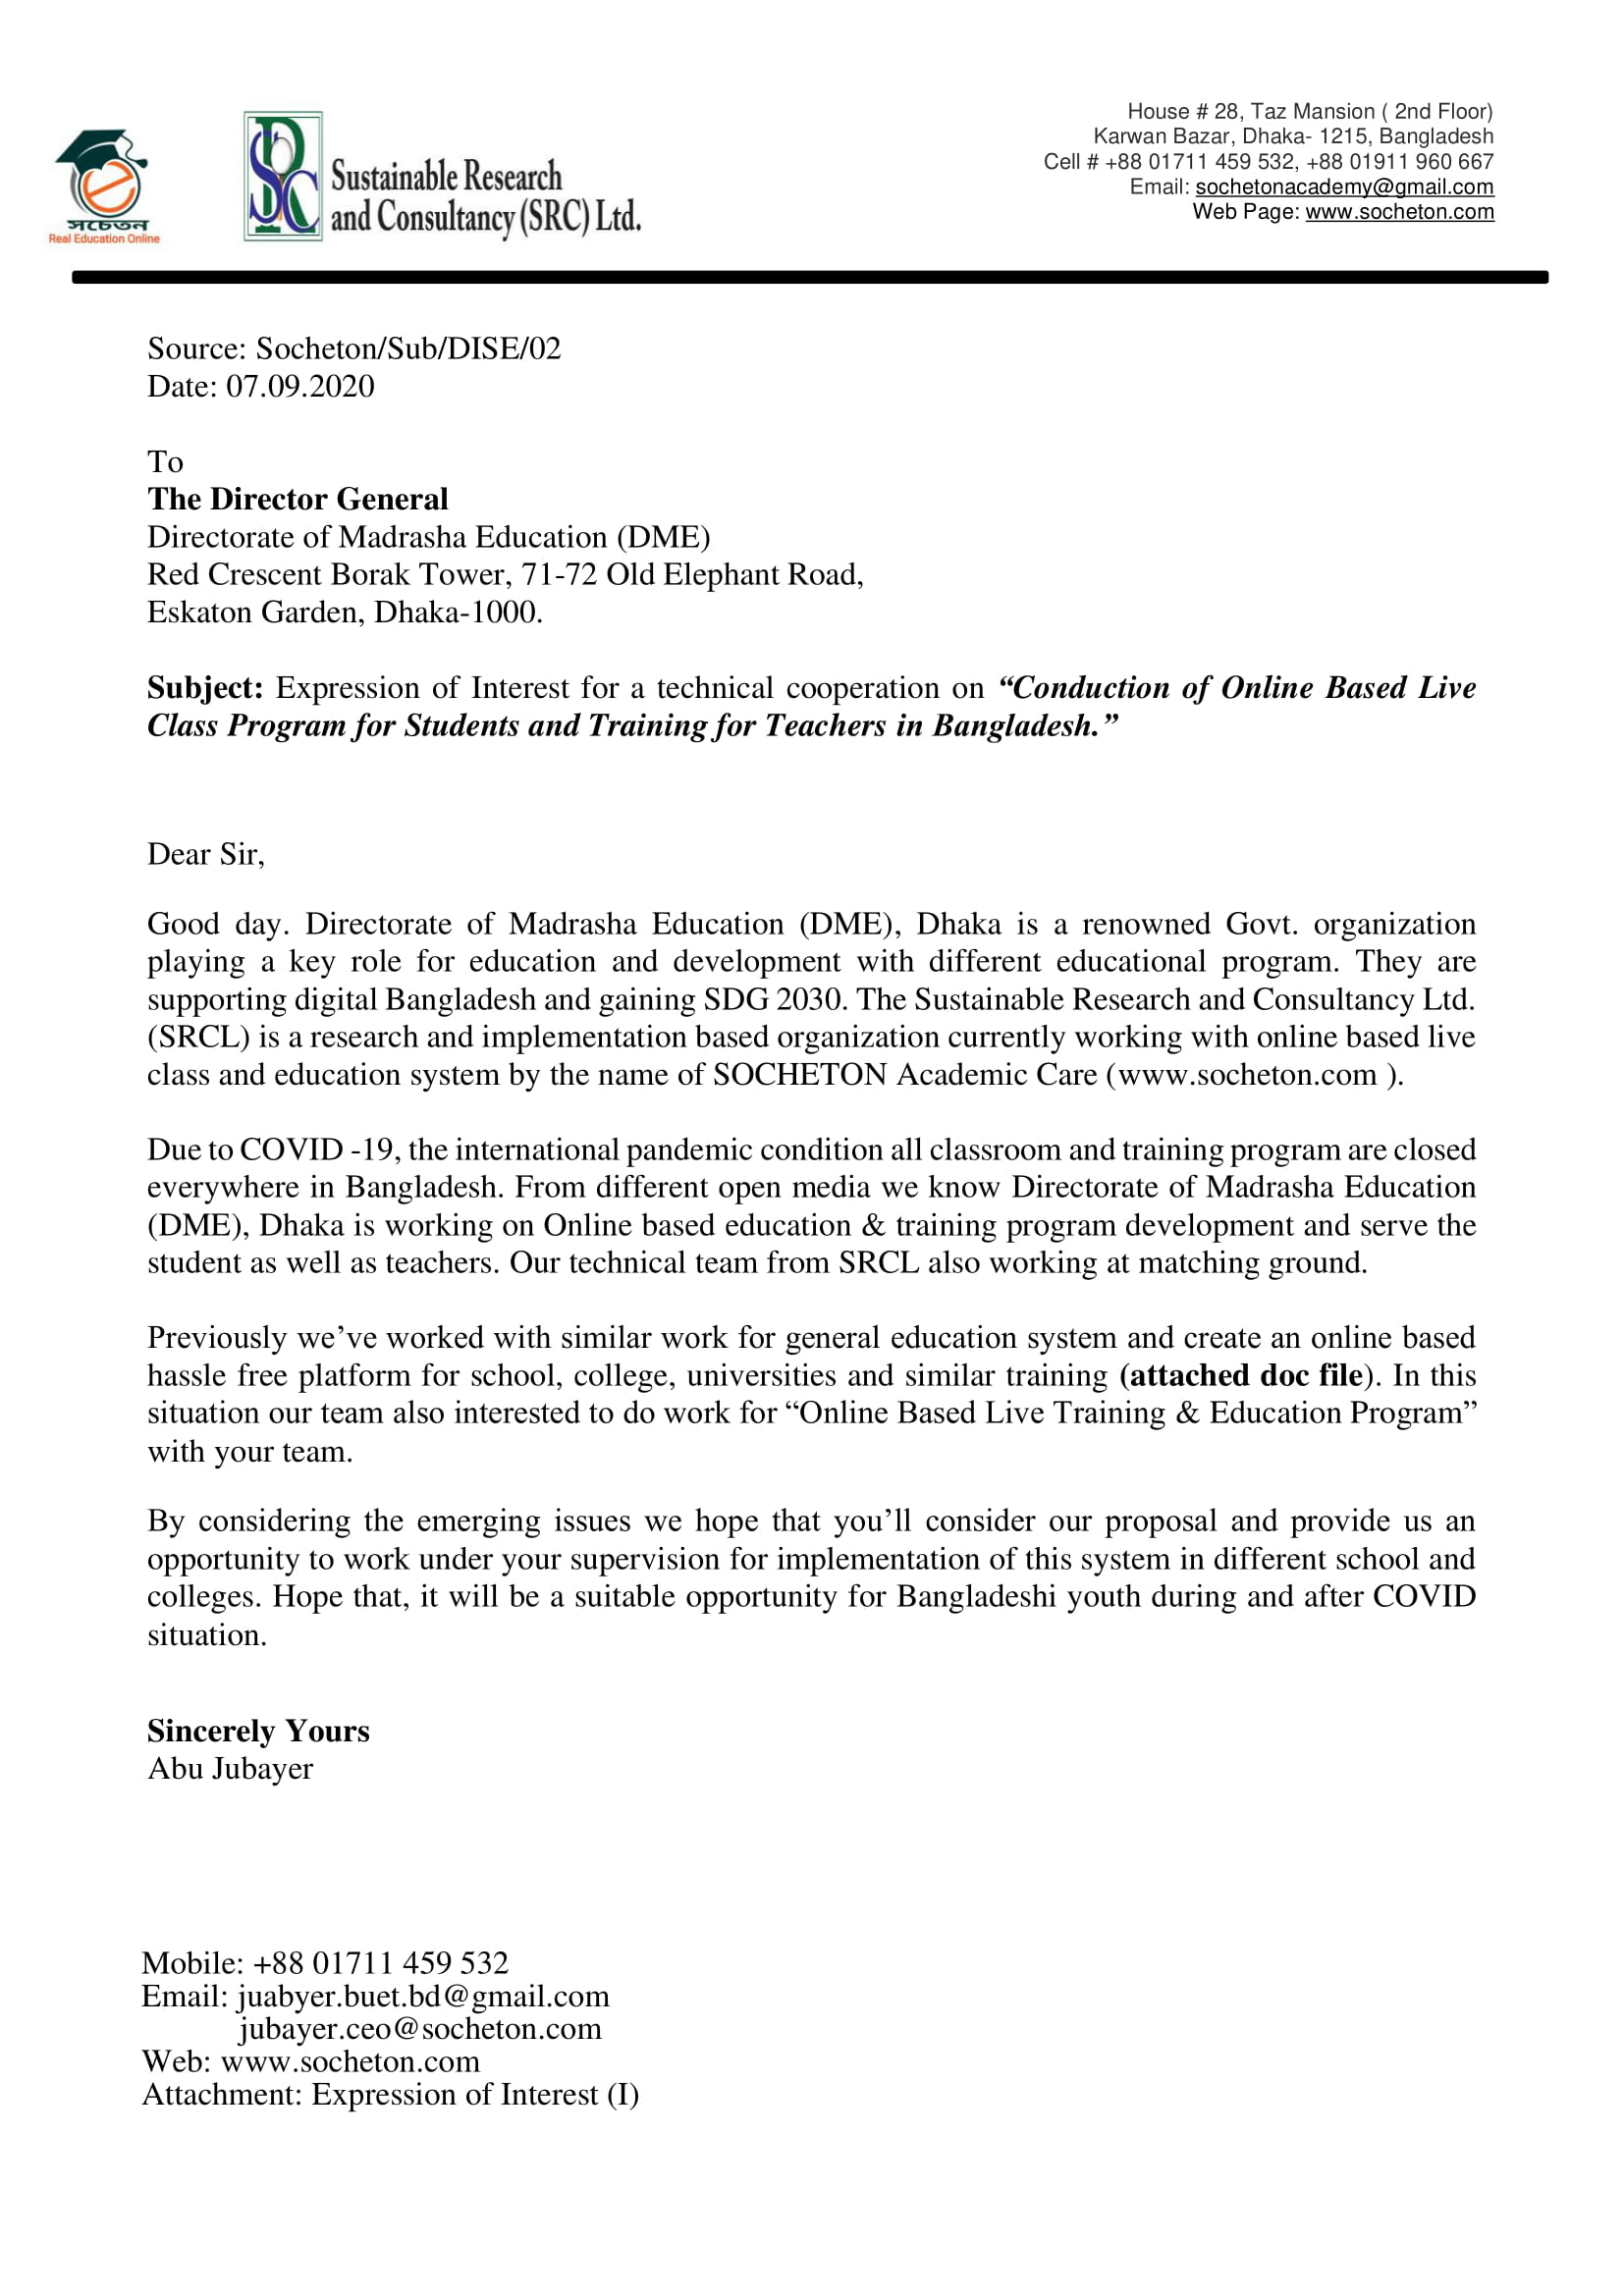 সচেতন
Real Education Online
SRC
Sustainable Research
and Consultancy (SRC) Ltd.
House # 28, Taz Mansion ( 2nd Floor)
Karwan Bazar, Dhaka- 1215, Bangladesh
Cell # +88 01711 459 532, +88 01911 960 667
Email: sochetonacademy@gmail.com
Web Page: www.socheton.com
Source: Socheton/Sub/DISE/02
Date: 07.09.2020
To
The Director General
Directorate of Madrasha Education (DME)
Red Crescent Borak Tower, 71-72 Old Elephant Road,
Eskaton Garden, Dhaka-1000.
Subject: Expression of Interest for a technical cooperation on “Conduction of Online Based Live
Class Program for Students and Training for Teachers in Bangladesh.”
Dear Sir,
Good day. Directorate of Madrasha Education (DME), Dhaka is a renowned Govt. organization
playing a key role for education and development with different educational program. They are
supporting digital Bangladesh and gaining SDG 2030. The Sustainable Research and Consultancy Ltd.
(SRCL) is a research and implementation based organization currently working with online based live
class and education system by the name of SOCHETON Academic Care (www.socheton.com ).
Due to COVID -19, the international pandemic condition all classroom and training program are closed
everywhere in Bangladesh. From different open media we know Directorate of Madrasha Education
(DME), Dhaka is working on Online based education & training program development and serve the
student as well as teachers. Our technical team from SRCL also working at matching ground.
Previously we’ve worked with similar work for general education system and create an online based
hassle free platform for school, college, universities and similar training (attached doc file). In this
situation our team also interested to do work for “Online Based Live Training & Education Program”
with your team.
By considering the emerging issues we hope that you’ll consider our proposal and provide us an
opportunity to work under your supervision for implementation of this system in different school and
colleges. Hope that, it will be a suitable opportunity for Bangladeshi youth during and after COVID
situation.
Sincerely Yours
Abu Jubayer
Mobile: +88 01711 459 532
Email: juabyer.buet.bd@gmail.com
jubayer.ceo@socheton.com
Web: www.socheton.com
Attachment: Expression of Interest (I)